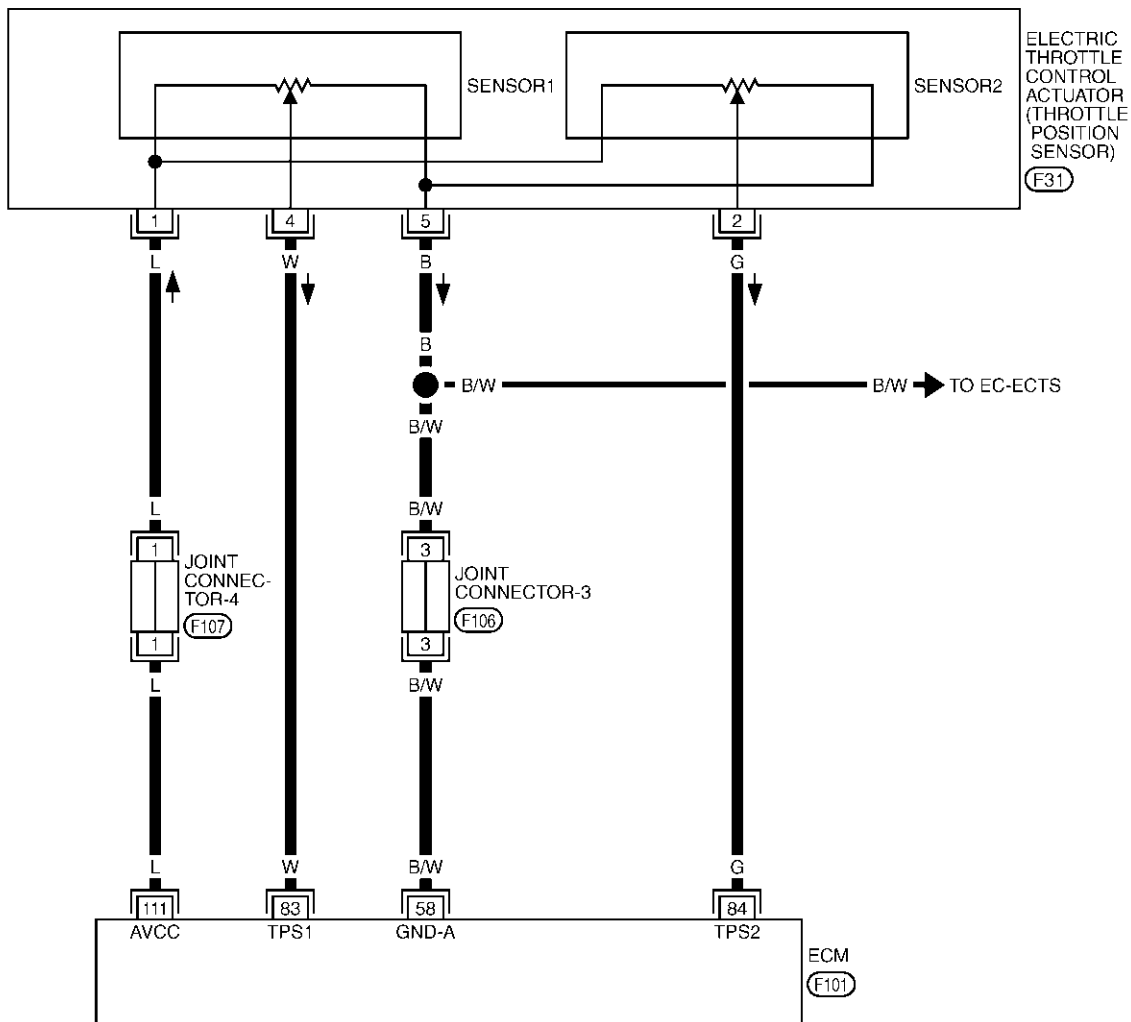 SENSOR1
SENSOR2
ELECTRIC
THROTTLE
CONTROL
ACTUATOR
(THROTTLE
POSITION
SENSOR)
F31
1
4
5
2
L
W
B
G
B
B/W
B/W
TO EC-ECTS
B/W
L
B/W
1
3
JOINT
CONNEC-
TOR-4
F107
JOINT
CONNECTOR-3
F106
1
3
L
B/W
L
W
B/W
G
111
83
58
84
AVCC
TPS1
GND-A
TPS2
ECM
F101